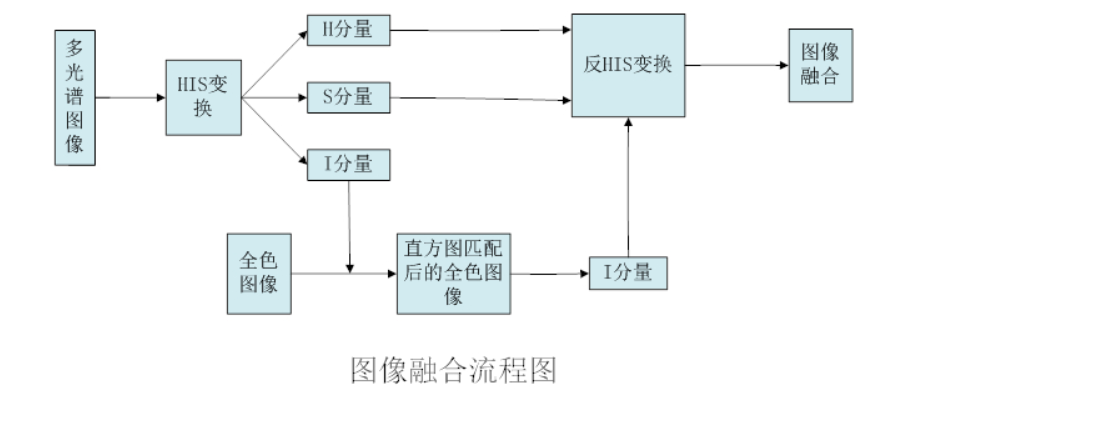 多
光
谱
图
像
HIS变
换
H分量
S分量
I分量
反HIS变换
图像
融合
全色
图像
直方图匹配
后的全色图
像
I分量
图像融合流程图